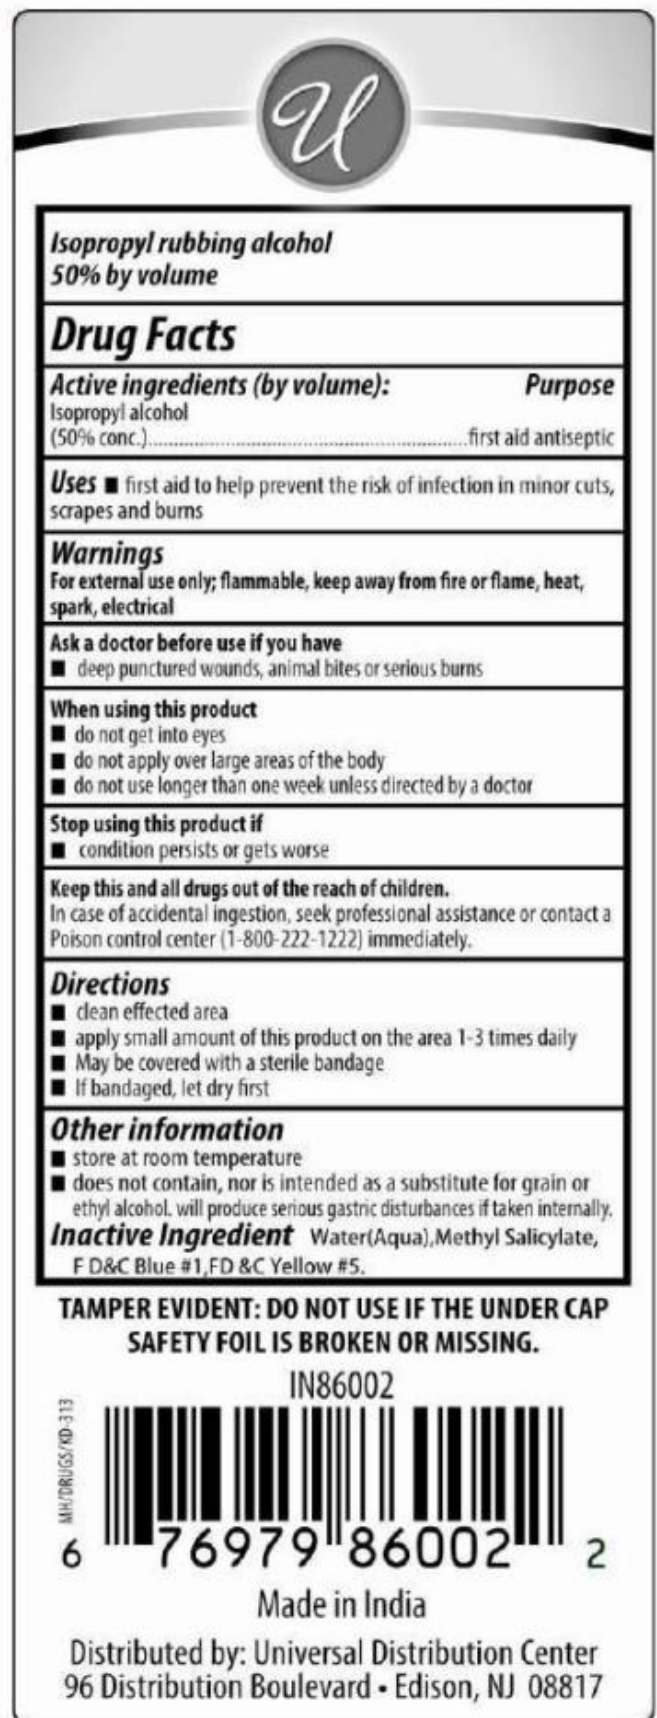 U
Isopropyl rubbing alcohol
50% by volume
Drug Facts
Active ingredients (by volume): Purpose
Isopropyl alcohol
(50% conc.)......................................................first aid antiseptic
Uses ■ first aid to help prevent the risk of infection in minor cuts,
scrapes and burns
Warnings
For external use only; flammable, keep away from fire or flame, heat,
spark, electrical
Ask a doctor before use if you have
■ deep punctured wounds, animal bites or serious burns
When using this product
■ do not get into eyes
■ do not apply over large areas of the body
■ do not use longer than one week unless directed by a doctor
Stop using this product if
■ condition persists or gets worse
Keep this and all drugs out of the reach of children.
In case of accidental ingestion, seek professional assistance or contact a
Poison control center (1-800-222-1222) immediately.
Directions
■ clean effected area
■ apply small amount of this product on the area 1-3 times daily
■ May be covered with a sterile bandage
■ If bandaged, let dry first
Other information
■ store at room temperature
■ does not contain, nor is intended as a substitute for grain or
ethyl alcohol. will produce serious gastric disturbances if taken internally.
Inactive Ingredient Water(Aqua),Methyl Salicylate,
F D&C Blue #1,FD &C Yellow #5.
TAMPER EVIDENT: DO NOT USE IF THE UNDER CAP
SAFETY FOIL IS BROKEN OR MISSING.
IN86002
MH/DRUGS/KD-313
6 76979 86002 2
Made in India
Distributed by: Universal Distribution Center
96 Distribution Boulevard • Edison, NJ 08817